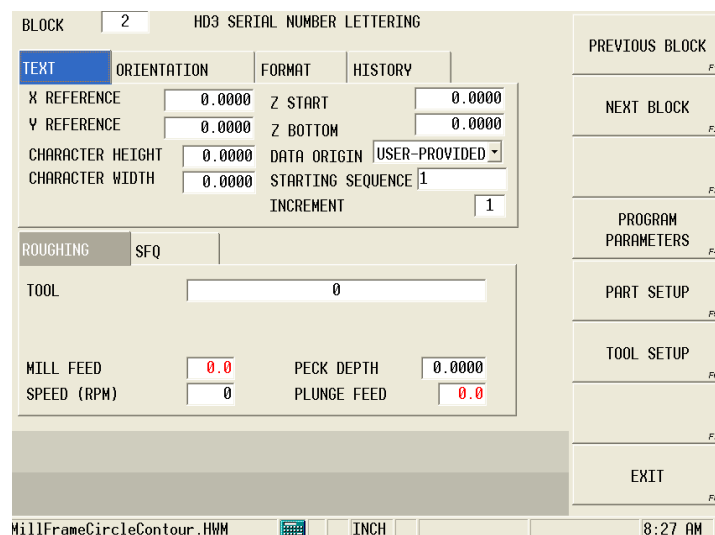 BLOCK 2 HD3 SERIAL NUMBER LETTERING
TEXT ORIENTATION FORMAT HISTORY
X REFERENCE 0.0000 Z START 0.0000
Y REFERENCE 0.0000 Z BOTTOM 0.0000
CHARACTER HEIGHT 0.0000 DATA ORIGIN USER-PROVIDED
CHARACTER WIDTH 0.0000 STARTING SEQUENCE 1
INCREMENT 1
ROUGHING SFQ
TOOL 0
MILL FEED 0.0 PECK DEPTH 0.0000
SPEED (RPM) 0 PLUNGE FEED 0.0
PREVIOUS BLOCK
NEXT BLOCK
PROGRAM
PARAMETERS
PART SETUP
TOOL SETUP
EXIT
MillFrameCircleContour.HWM INCH 8:27 AM